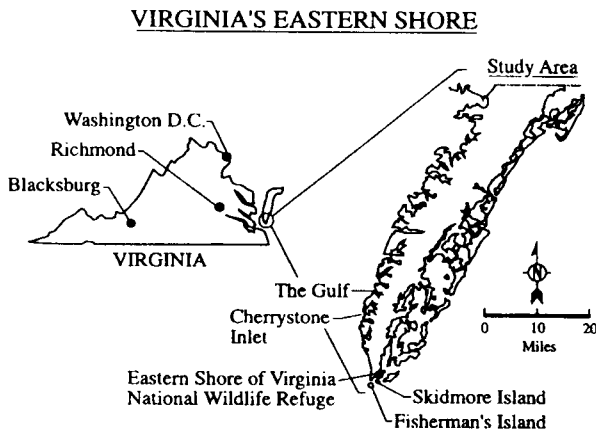 VIRGINIA'S EASTERN SHORE
Study Area
Washington D.C.
Richmond
Blacksburg
VIRGINIA
The Gulf
Cherrystone
Inlet
N
0 10 20
Miles
Eastern Shore of Virginia
National Wildlife Refuge
Skidmore Island
Fisherman's Island